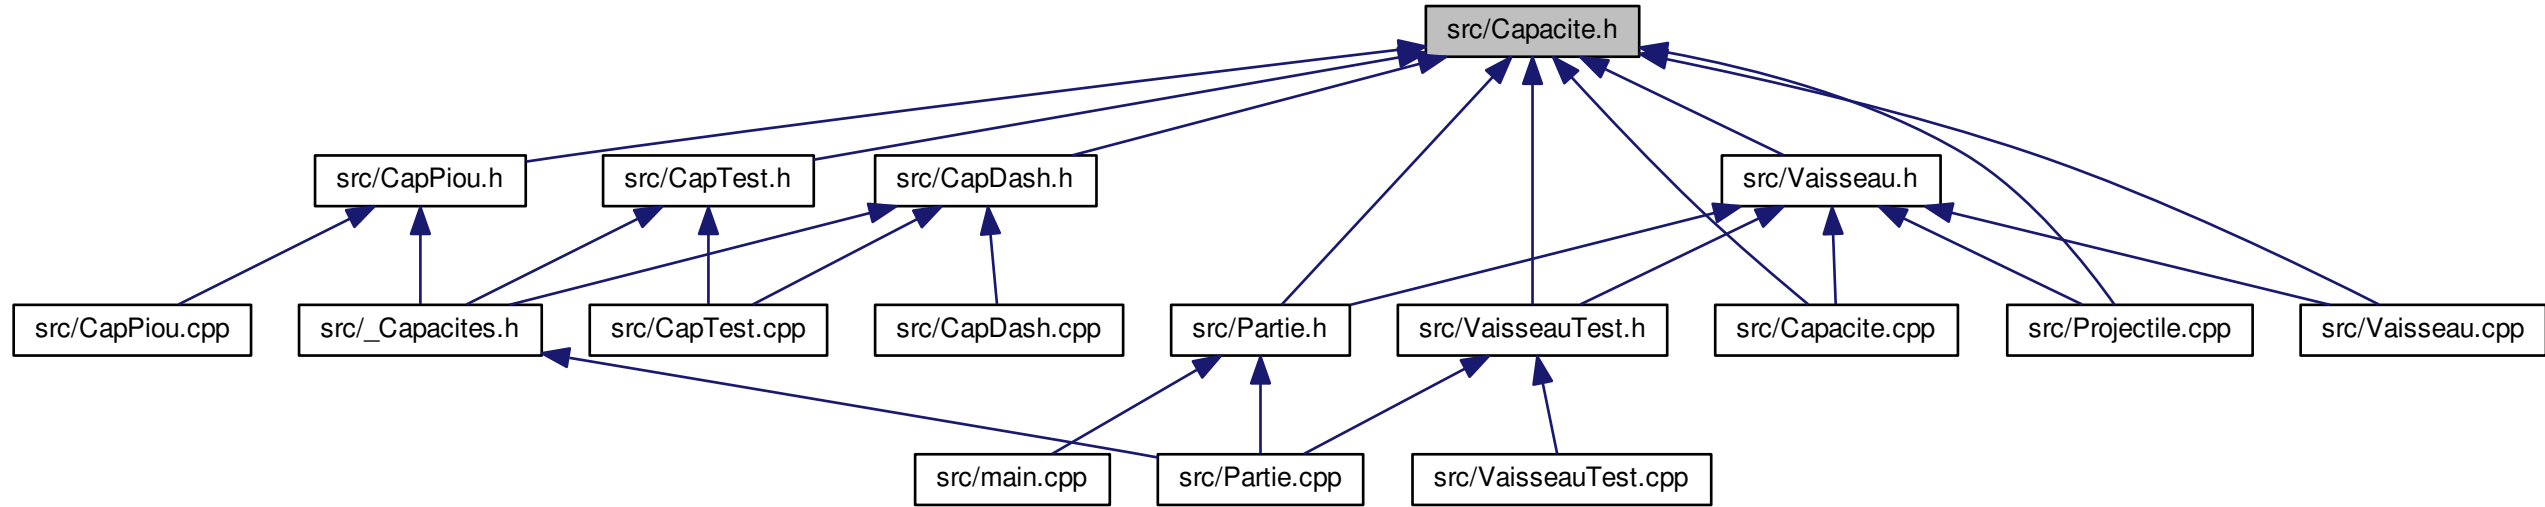 src/Capacite.h
src/CapPiou.h
src/CapTest.h
src/CapDash.h
src/Vaisseau.h
src/CapPiou.cpp
src/_Capacites.h
src/CapTest.cpp
src/CapDash.cpp
src/Partie.h
src/VaisseauTest.h
src/Capacite.cpp
src/Projectile.cpp
src/Vaisseau.cpp
src/main.cpp
src/Partie.cpp
src/VaisseauTest.cpp